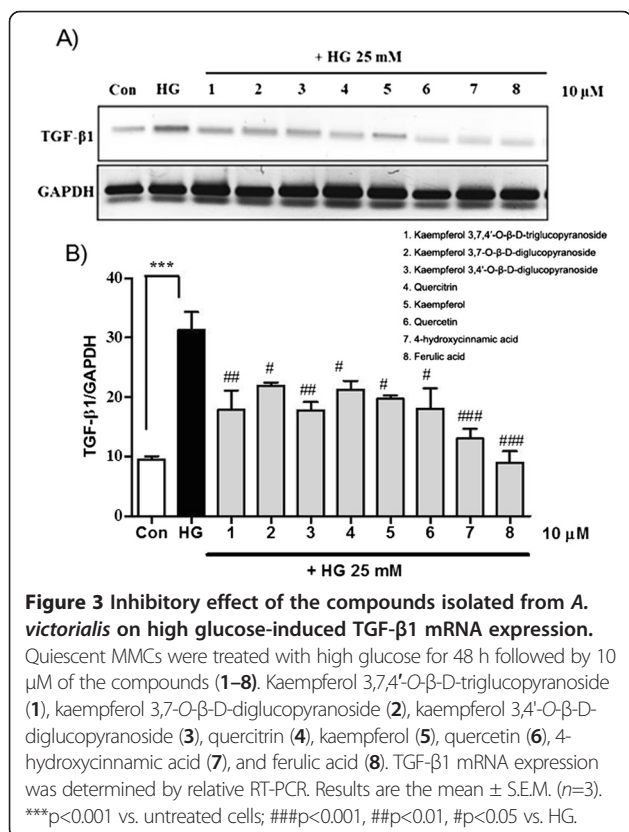 A)
+ HG 25 mM
Con HG 1 2 3 4 5 6 7 8 10 μM
TGF-β1
GAPDH
1. Kaempferol 3,7,4′-O-β-D-triglucopyranoside
2. Kaempferol 3,7-O-β-D-diglucopyranoside
3. Kaempferol 3,4'-O-β-D-diglucopyranoside
4. Quercitrin
5. Kaempferol
6. Quercetin
7. 4-hydroxycinnamic acid
8. Ferulic acid
B)
TGF-β1/GAPDH
40
30
20
10
0
*** ## # ## # # # ### ###
Con HG 1 2 3 4 5 6 7 8 10 μM
+ HG 25 mM
Figure 3 Inhibitory effect of the compounds isolated from A.
victorialis on high glucose-induced TGF-β1 mRNA expression.
Quiescent MMCs were treated with high glucose for 48 h followed by 10
μM of the compounds (1–8). Kaempferol 3,7,4′-O-β-D-triglucopyranoside
(1), kaempferol 3,7-O-β-D-diglucopyranoside (2), kaempferol 3,4'-O-β-D-
diglucopyranoside (3), quercitrin (4), kaempferol (5), quercetin (6), 4-
hydroxycinnamic acid (7), and ferulic acid (8). TGF-β1 mRNA expression
was determined by relative RT-PCR. Results are the mean ± S.E.M. (n=3).
***p<0.001 vs. untreated cells; ###p<0.001, ##p<0.01, #p<0.05 vs. HG.